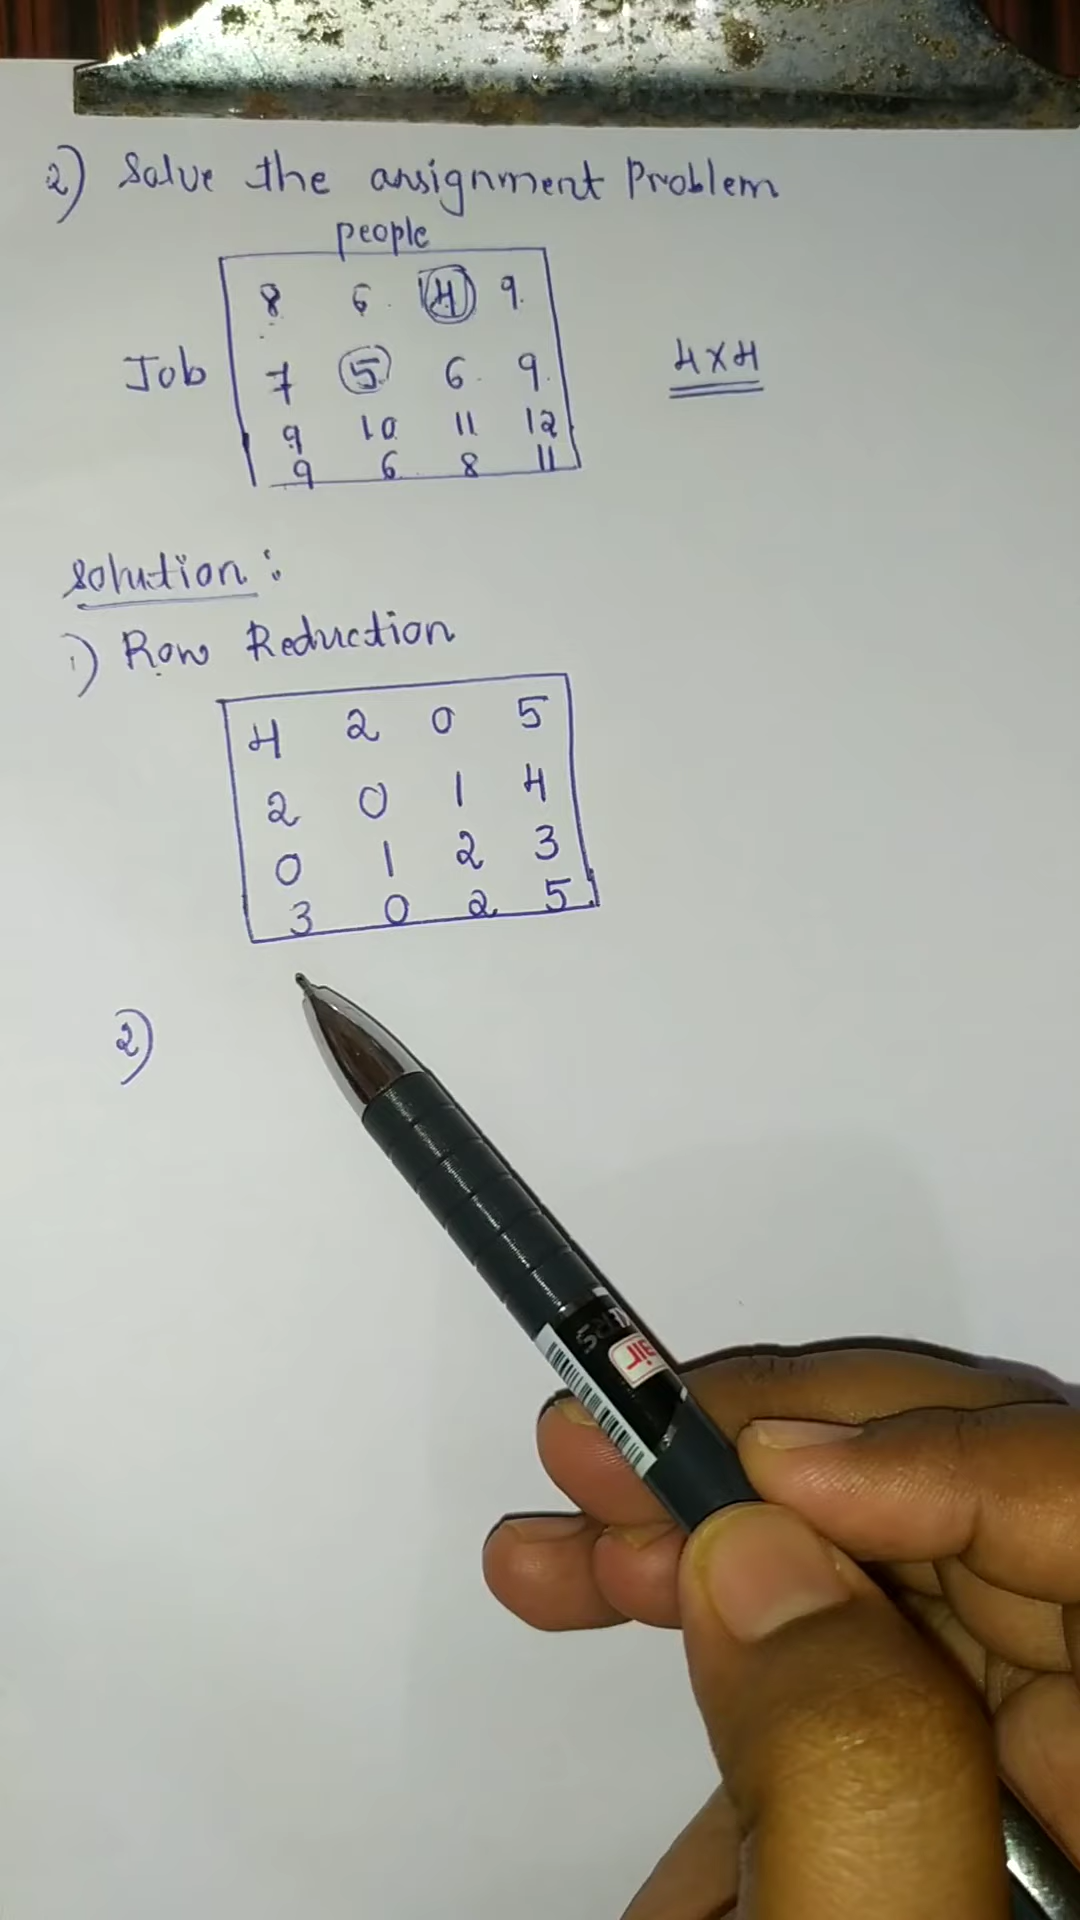 2) Solve the assignment Problem
people
8 6 4 9
Job 7 5 6 9 4x4
9 10 11 12
9 6 8 11
Solution :
1) Row Reduction
4 2 0 5
2 0 1 4
0 1 2 3
3 0 2 5
2)